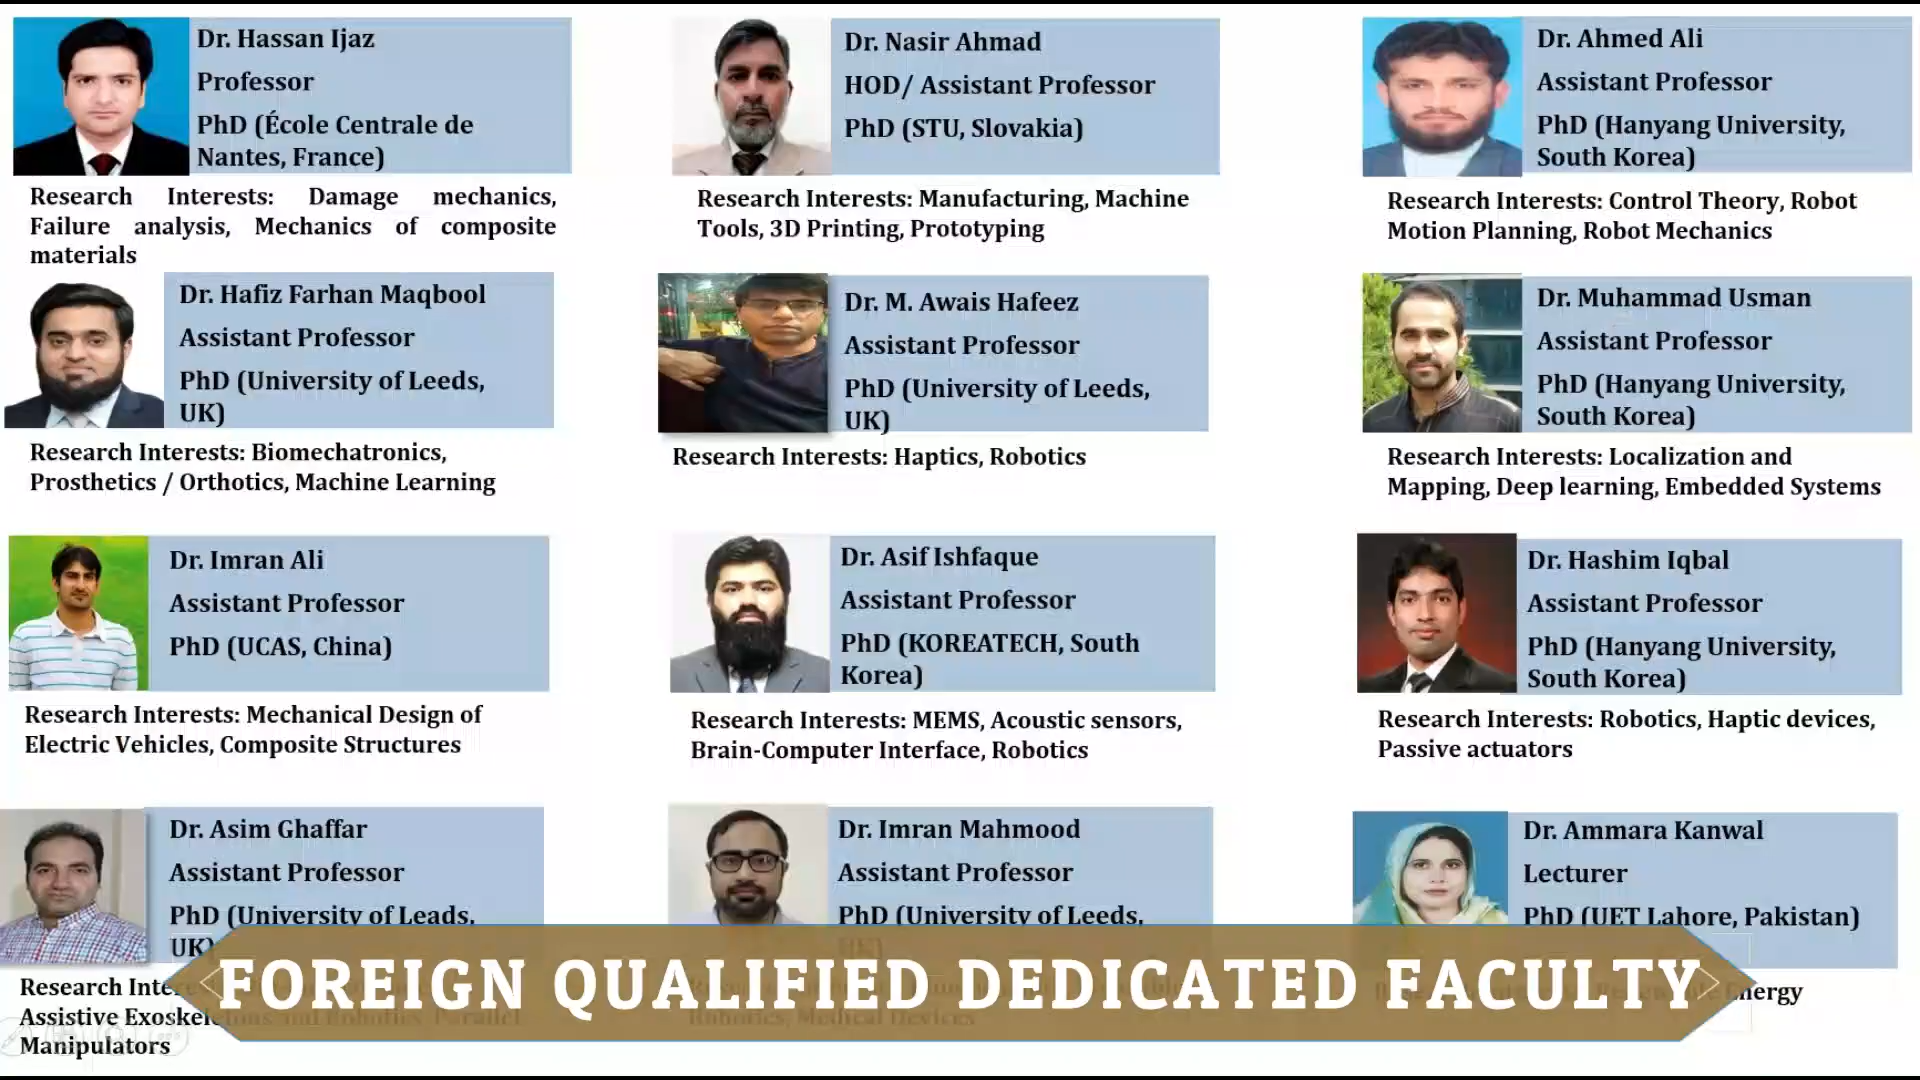 Dr. Hassan Ijaz
Professor
PhD (École Centrale de
Nantes, France)
Research Interests: Damage mechanics,
Failure analysis, Mechanics of composite
materials
Dr. Nasir Ahmad
HOD/ Assistant Professor
PhD (STU, Slovakia)
Research Interests: Manufacturing, Machine
Tools, 3D Printing, Prototyping
Dr. Ahmed Ali
Assistant Professor
PhD (Hanyang University,
South Korea)
Research Interests: Control Theory, Robot
Motion Planning, Robot Mechanics
Dr. Hafiz Farhan Maqbool
Assistant Professor
PhD (University of Leeds,
UK)
Research Interests: Biomechatronics,
Prosthetics / Orthotics, Machine Learning
Dr. M. Awais Hafeez
Assistant Professor
PhD (University of Leeds,
UK)
Research Interests: Haptics, Robotics
Dr. Muhammad Usman
Assistant Professor
PhD (Hanyang University,
South Korea)
Research Interests: Localization and
Mapping, Deep learning, Embedded Systems
Dr. Imran Ali
Assistant Professor
PhD (UCAS, China)
Research Interests: Mechanical Design of
Electric Vehicles, Composite Structures
Dr. Asif Ishfaque
Assistant Professor
PhD (KOREATECH, South
Korea)
Research Interests: MEMS, Acoustic sensors,
Brain-Computer Interface, Robotics
Dr. Hashim Iqbal
Assistant Professor
PhD (Hanyang University,
South Korea)
Research Interests: Robotics, Haptic devices,
Passive actuators
Dr. Asim Ghaffar
Assistant Professor
PhD (University of Leads,
UK)
Research
Assistive Exoskeletons and Robotics, Parallel
Manipulators
Dr. Imran Mahmood
Assistant Professor
PhD (University of Leeds,
UK)
Robotics, Medical Devices
Dr. Ammara Kanwal
Lecturer
PhD (UET Lahore, Pakistan)
Energy
FOREIGN QUALIFIED DEDICATED FACULTY